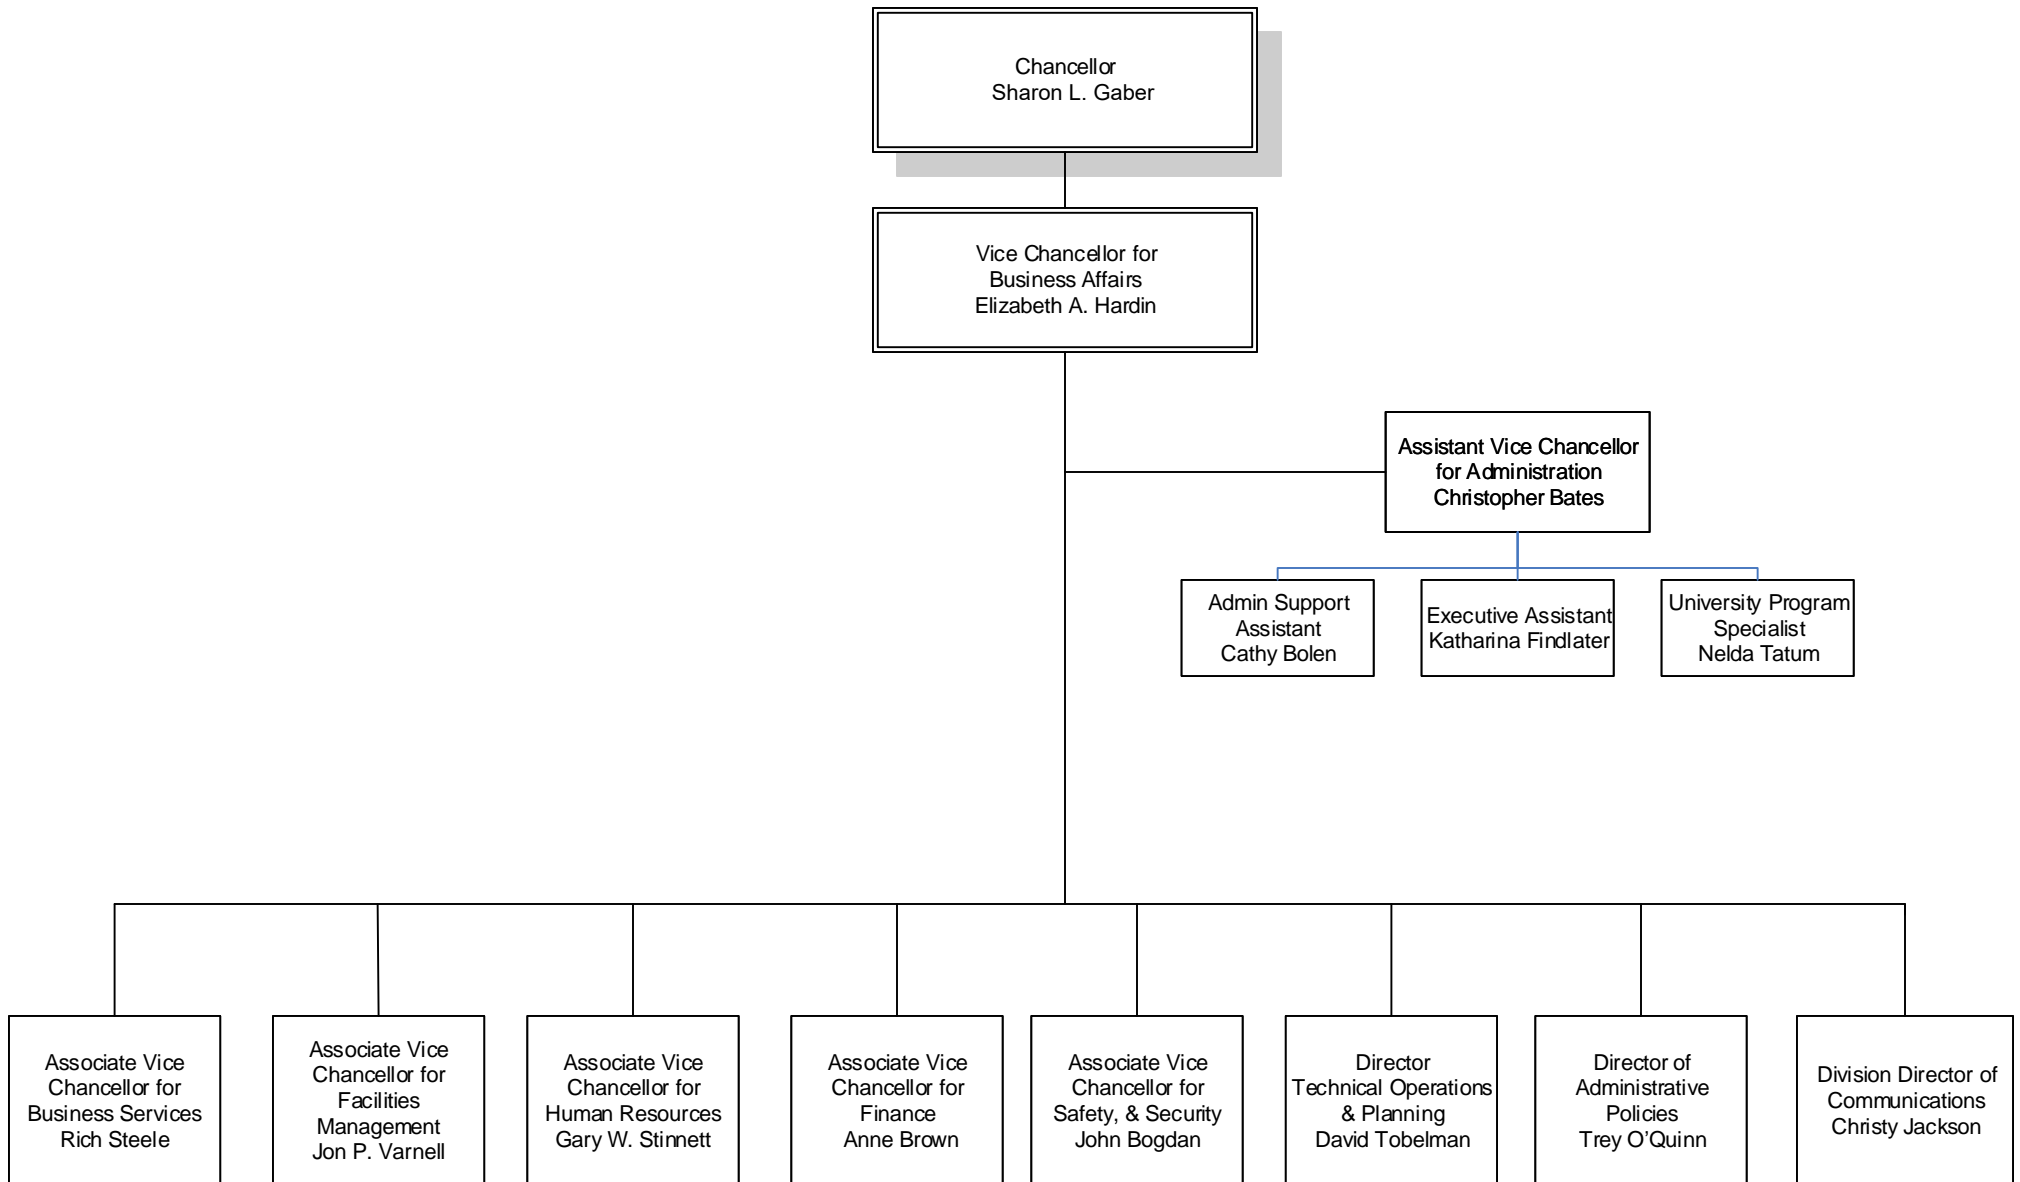 Chancellor
Sharon L. Gaber
Vice Chancellor for
Business Affairs
Elizabeth A. Hardin
Assistant Vice Chancellor
for Administration
Christopher Bates
Admin Support
Assistant
Cathy Bolen
Executive Assistant
Katharina Findlater
University Program
Specialist
Nelda Tatum
Associate Vice
Chancellor for
Business Services
Rich Steele
Associate Vice
Chancellor for
Facilities
Management
Jon P. Varnell
Associate Vice
Chancellor for
Human Resources
Gary W. Stinnett
Associate Vice
Chancellor for
Finance
Anne Brown
Associate Vice
Chancellor for
Safety, & Security
John Bogdan
Director
Technical Operations
& Planning
David Tobelman
Director of
Administrative
Policies
Trey O’Quinn
Division Director of
Communications
Christy Jackson